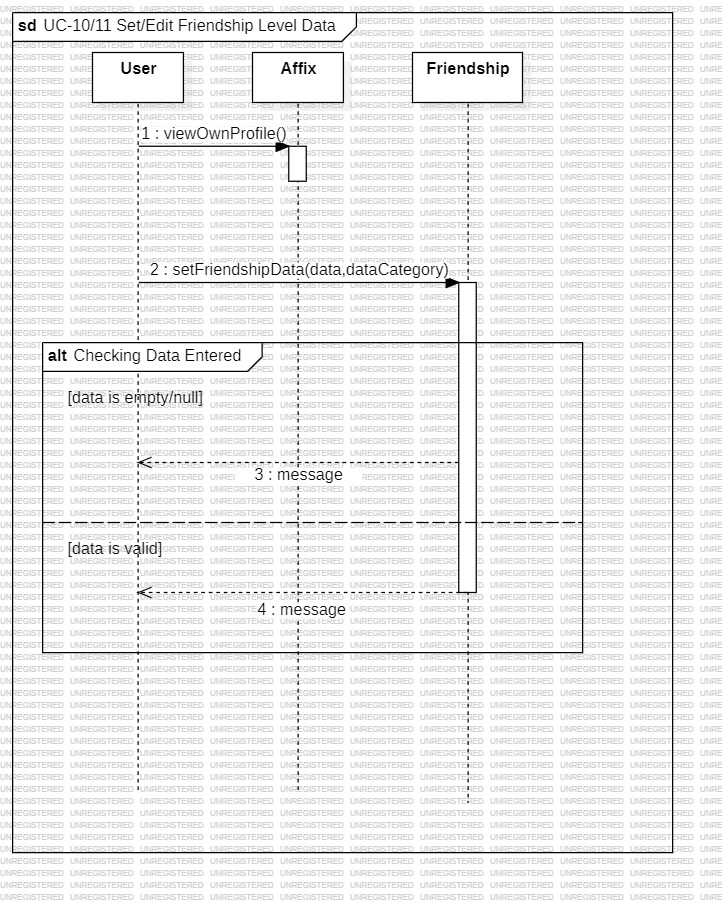 sd UC-10/11 Set/Edit Friendship Level Data
User Affix Friendship
1 : viewOwnProfile()
2 : setFriendshipData(data,dataCategory)
alt Checking Data Entered
[data is empty/null]
3 : message
[data is valid]
4 : message
UNREGISTERED